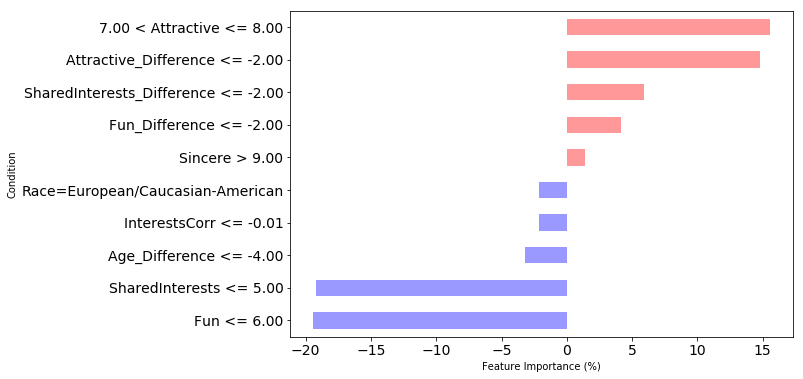 7.00 < Attractive <= 8.00
Attractive_Difference <= -2.00
SharedInterests_Difference <= -2.00
Fun_Difference <= -2.00
Sincere > 9.00
Race=European/Caucasian-American
InterestsCorr <= -0.01
Age_Difference <= -4.00
SharedInterests <= 5.00
Fun <= 6.00
Condition
−20 −15 −10 −5 0 5 10 15
Feature Importance (%)